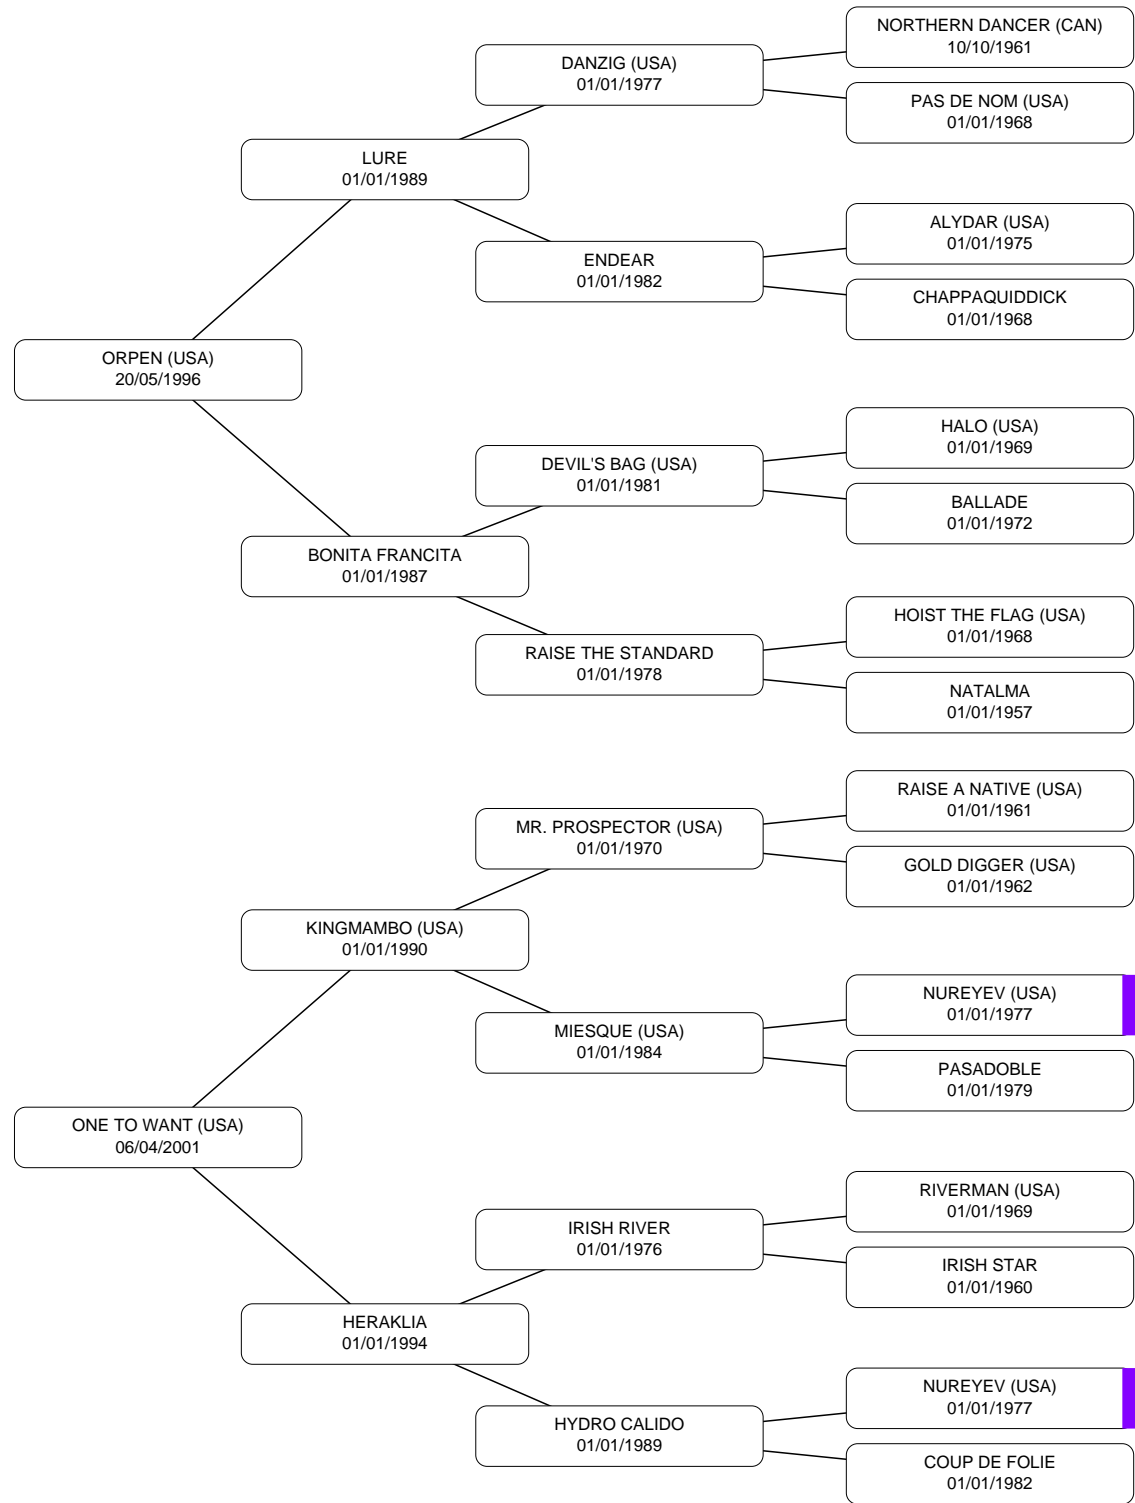 NORTHERN DANCER (CAN)
10/10/1961
DANZIG (USA)
01/01/1977
PAS DE NOM (USA)
01/01/1968
LURE
01/01/1989
ALYDAR (USA)
01/01/1975
ENDEAR
01/01/1982
CHAPPAQUIDDICK
01/01/1968
ORPEN (USA)
20/05/1996
HALO (USA)
01/01/1969
DEVIL'S BAG (USA)
01/01/1981
BALLADE
01/01/1972
BONITA FRANCITA
01/01/1987
HOIST THE FLAG (USA)
01/01/1968
RAISE THE STANDARD
01/01/1978
NATALMA
01/01/1957
RAISE A NATIVE (USA)
01/01/1961
MR. PROSPECTOR (USA)
01/01/1970
GOLD DIGGER (USA)
01/01/1962
KINGMAMBO (USA)
01/01/1990
NUREYEV (USA)
01/01/1977
MIESQUE (USA)
01/01/1984
PASADOBLE
01/01/1979
ONE TO WANT (USA)
06/04/2001
RIVERMAN (USA)
01/01/1969
IRISH RIVER
01/01/1976
IRISH STAR
01/01/1960
HERAKLIA
01/01/1994
NUREYEV (USA)
01/01/1977
HYDRO CALIDO
01/01/1989
COUP DE FOLIE
01/01/1982